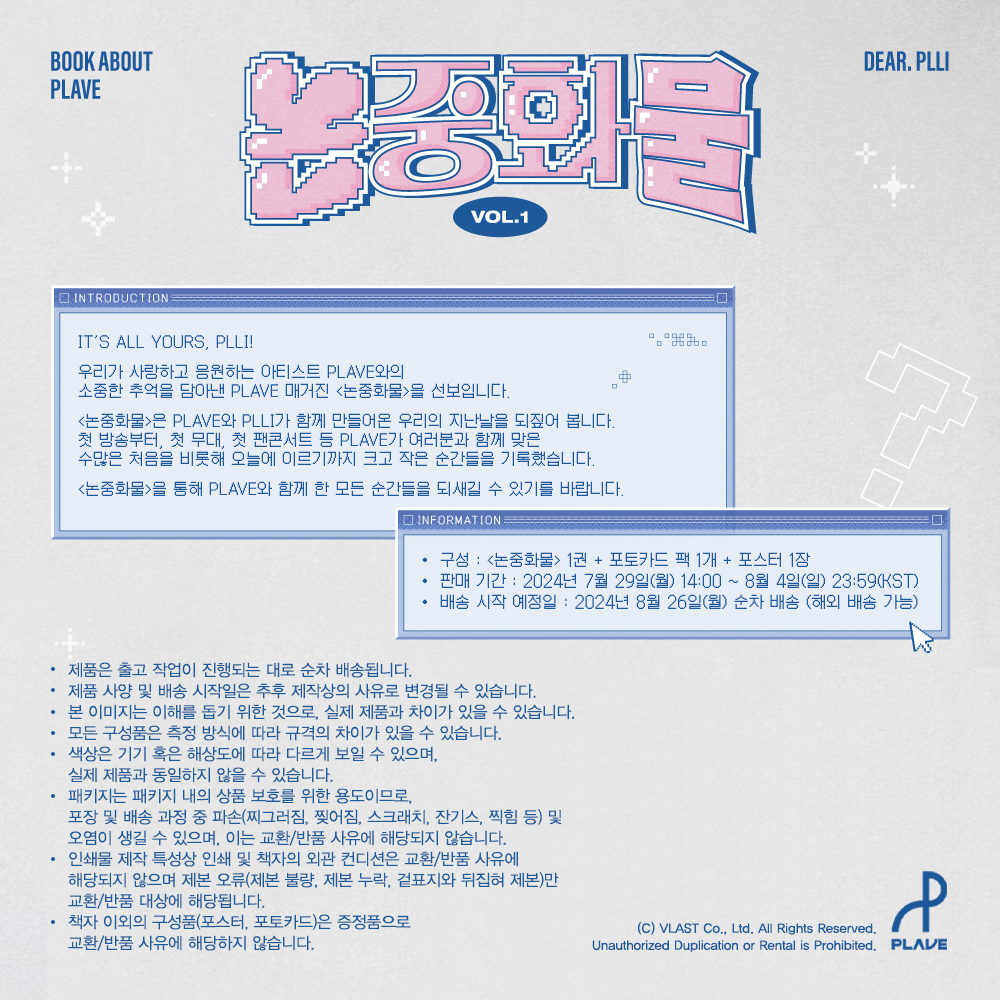 BOOK ABOUT
PLAVE
논중화물
DEAR. PLLI
VOL.1
INTRODUCTION
IT'S ALL YOURS, PLLI!
우리가 사랑하고 응원하는 아티스트 PLAVE와의
소중한 추억을 담아낸 PLAVE 매거진 <논중화물>을 선보입니다.
<논중화물>은 PLAVE와 PLLI가 함께 만들어온 우리의 지난날을 되짚어 봅니다.
첫 방송부터, 첫 무대, 첫 팬콘서트 등 PLAVE가 여러분과 함께 맞은
수많은 처음을 비롯해 오늘에 이르기까지 크고 작은 순간들을 기록했습니다.
<논중화물>을 통해 PLAVE와 함께 한 모든 순간들을 되새길 수 있기를 바랍니다.
INFORMATION
• 구성 : <논중화물> 1권 + 포토카드 팩 1개 + 포스터 1장
• 판매 기간 : 2024년 7월 29일(월) 14:00 ~ 8월 4일(일) 23:59(KST)
• 배송 시작 예정일 : 2024년 8월 26일(월) 순차 배송 (해외 배송 가능)
• 제품은 출고 작업이 진행되는 대로 순차 배송됩니다.
• 제품 사양 및 배송 시작일은 추후 제작상의 사유로 변경될 수 있습니다.
• 본 이미지는 이해를 돕기 위한 것으로, 실제 제품과 차이가 있을 수 있습니다.
• 모든 구성품은 측정 방식에 따라 규격의 차이가 있을 수 있습니다.
• 색상은 기기 혹은 해상도에 따라 다르게 보일 수 있으며,
실제 제품과 동일하지 않을 수 있습니다.
• 패키지는 패키지 내의 상품 보호를 위한 용도이므로,
포장 및 배송 과정 중 파손(찌그러짐, 찢어짐, 스크래치, 잔기스, 찍힘 등) 및
오염이 생길 수 있으며, 이는 교환/반품 사유에 해당되지 않습니다.
• 인쇄물 제작 특성상 인쇄 및 책자의 외관 컨디션은 교환/반품 사유에
해당되지 않으며 제본 오류(제본 불량, 제본 누락, 겉표지와 뒤집혀 제본)만
교환/반품 대상에 해당됩니다.
• 책자 이외의 구성품(포스터, 포토카드)은 증정품으로
교환/반품 사유에 해당하지 않습니다.
(C) VLAST Co., Ltd. All Rights Reserved.
Unauthorized Duplication or Rental is Prohibited.
PLAVE